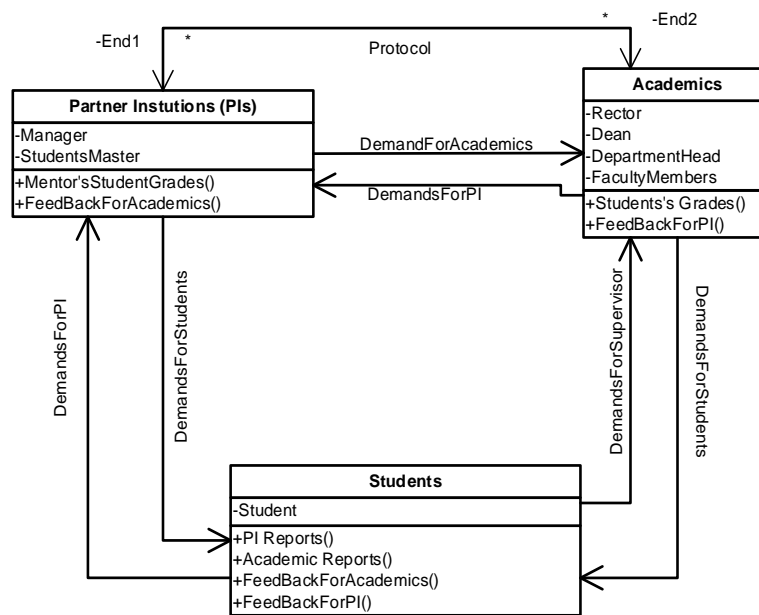 -End1
*
Protocol
*
-End2
Partner Instutions (PIs)
-Manager
-StudentsMaster
+Mentor'sStudentGrades()
+FeedBackForAcademics()
DemandForAcademics
DemandsForPI
Academics
-Rector
-Dean
-DepartmentHead
-FacultyMembers
+Students's Grades()
+FeedBackForPI()
DemandsForPI
DemandsForStudents
DemandsForSupervisor
DemandsForStudents
Students
-Student
+PI Reports()
+Academic Reports()
+FeedBackForAcademics()
+FeedBackForPI()